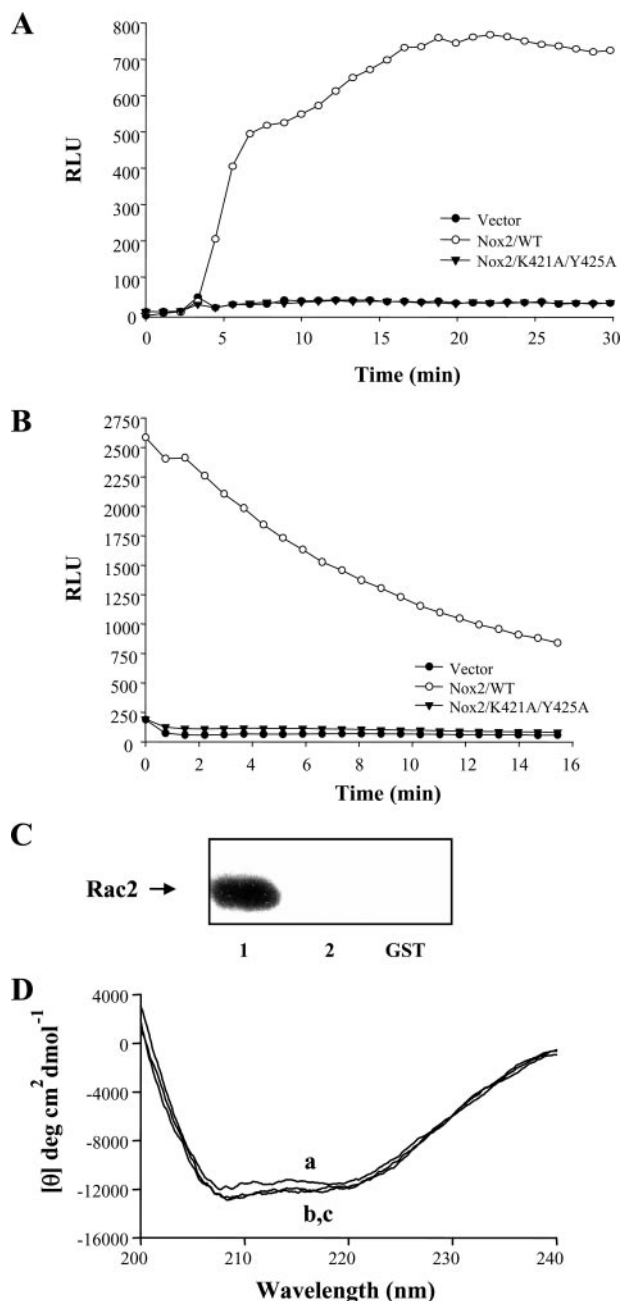 A
800
700
600
500
400
300
200
100
0
RLU
Vector
Nox2/WT
Nox2/K421A/Y425A
0 5 10 15 20 25 30
Time (min)
B
2750
2500
2250
2000
1750
1500
1250
1000
750
500
250
0
RLU
Vector
Nox2/WT
Nox2/K421A/Y425A
0 2 4 6 8 10 12 14 16
Time (min)
C
Rac2 →
1 2 GST
D
4000
0
-4000
-8000
-12000
-16000
[θ] deg cm² dmol⁻¹
a
b,c
200 210 220 230 240
Wavelength (nm)